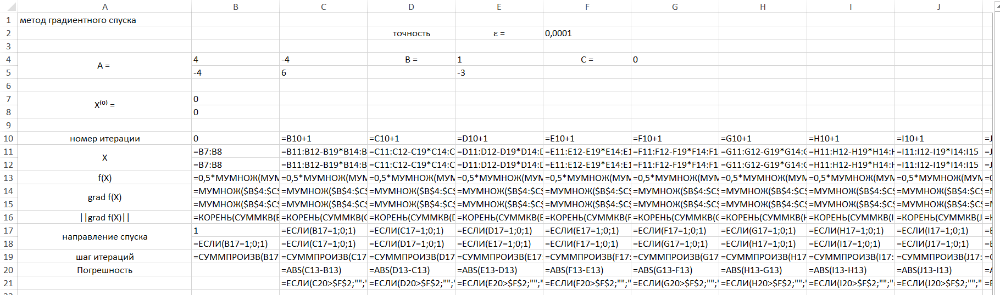 A B C D E F G H I J
1 метод градиентного спуска
2 точность ε = 0,0001
3
4 A = 4 -4 B = 1 C = 0
5 -4 6 -3
6
7 X⁽⁰⁾ = 0
8 0
9
10 номер итерации 0 =B10+1 =C10+1 =D10+1 =E10+1 =F10+1 =G10+1 =H10+1 =I10+1 =J
11 X =B7:B8 =B11:B12-B19*B14:B =C11:C12-C19*C14:C =D11:D12-D19*D14:D =E11:E12-E19*E14:E1 =F11:F12-F19*F14:F1 =G11:G12-G19*G14:G =H11:H12-H19*H14:H =I11:I12-I19*I14:I15 =J
12 =B7:B8 =B11:B12-B19*B14:B =C11:C12-C19*C14:C =D11:D12-D19*D14:D =E11:E12-E19*E14:E1 =F11:F12-F19*F14:F1 =G11:G12-G19*G14:G =H11:H12-H19*H14:H =I11:I12-I19*I14:I15 =J
13 f(X) =0,5*МУМНОЖ(МУМ =0,5*МУМНОЖ(МУМ =0,5*МУМНОЖ(МУМ =0,5*МУМНОЖ(МУМ =0,5*МУМНОЖ(МУМ =0,5*МУМНОЖ(МУМ =0,5*МУМНОЖ(МУМ =0,5*МУМНОЖ(МУМ =0,5*МУМНОЖ(МУМ =0
14 grad f(X) =МУМНОЖ($B$4:$C$ =МУМНОЖ($B$4:$C$ =МУМНОЖ($B$4:$C$ =МУМНОЖ($B$4:$C$ =МУМНОЖ($B$4:$C$ =МУМНОЖ($B$4:$C$ =МУМНОЖ($B$4:$C$ =МУМНОЖ($B$4:$C$ =МУМНОЖ($B$4:$C$ =М
15 =МУМНОЖ($B$4:$C$ =МУМНОЖ($B$4:$C$ =МУМНОЖ($B$4:$C$ =МУМНОЖ($B$4:$C$ =МУМНОЖ($B$4:$C$ =МУМНОЖ($B$4:$C$ =МУМНОЖ($B$4:$C$ =МУМНОЖ($B$4:$C$ =МУМНОЖ($B$4:$C$ =М
16 ||grad f(X)|| =КОРЕНЬ(СУММКВ(B =КОРЕНЬ(СУММКВ(C =КОРЕНЬ(СУММКВ(D =КОРЕНЬ(СУММКВ(E =КОРЕНЬ(СУММКВ(F =КОРЕНЬ(СУММКВ(G =КОРЕНЬ(СУММКВ(H =КОРЕНЬ(СУММКВ(I =КОРЕНЬ(СУММКВ(J =К
17 направление спуска 1 =ЕСЛИ(B17=1;0;1) =ЕСЛИ(C17=1;0;1) =ЕСЛИ(D17=1;0;1) =ЕСЛИ(E17=1;0;1) =ЕСЛИ(F17=1;0;1) =ЕСЛИ(G17=1;0;1) =ЕСЛИ(H17=1;0;1) =ЕСЛИ(I17=1;0;1) =Е
18 =ЕСЛИ(B17=1;0;1) =ЕСЛИ(C17=1;0;1) =ЕСЛИ(D17=1;0;1) =ЕСЛИ(E17=1;0;1) =ЕСЛИ(F17=1;0;1) =ЕСЛИ(G17=1;0;1) =ЕСЛИ(H17=1;0;1) =ЕСЛИ(I17=1;0;1) =ЕСЛИ(J17=1;0;1) =Е
19 шаг итераций =СУММПРОИЗВ(B17 =СУММПРОИЗВ(C17 =СУММПРОИЗВ(D17 =СУММПРОИЗВ(E17 =СУММПРОИЗВ(F17: =СУММПРОИЗВ(G17 =СУММПРОИЗВ(H17 =СУММПРОИЗВ(I17: =СУММПРОИЗВ(J17: =С
20 Погрешность =ABS(C13-B13) =ABS(D13-C13) =ABS(E13-D13) =ABS(F13-E13) =ABS(G13-F13) =ABS(H13-G13) =ABS(I13-H13) =ABS(J13-I13) =A
21 =ЕСЛИ(C20>$F$2;"";" =ЕСЛИ(D20>$F$2;"";" =ЕСЛИ(E20>$F$2;"";" =ЕСЛИ(F20>$F$2;"";" =ЕСЛИ(G20>$F$2;"";" =ЕСЛИ(H20>$F$2;"";" =ЕСЛИ(I20>$F$2;"";" =ЕСЛИ(J20>$F$2;"";" =Е